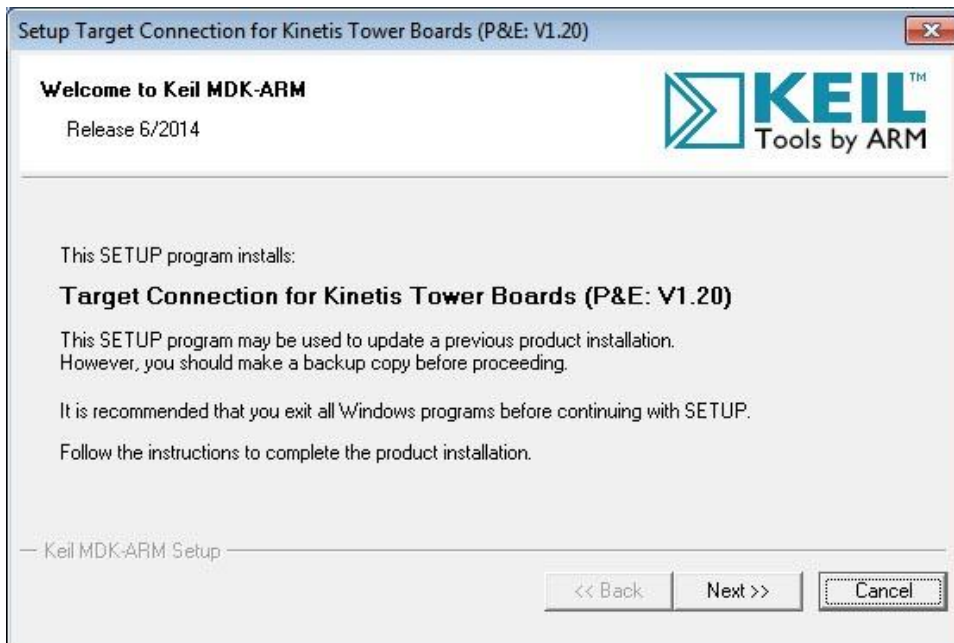 Setup Target Connection for Kinetis Tower Boards (P&E: V1.20)
Welcome to Keil MDK-ARM
Release 6/2014
KEIL™
Tools by ARM
This SETUP program installs:
Target Connection for Kinetis Tower Boards (P&E: V1.20)
This SETUP program may be used to update a previous product installation.
However, you should make a backup copy before proceeding.
It is recommended that you exit all Windows programs before continuing with SETUP.
Follow the instructions to complete the product installation.
Keil MDK-ARM Setup
<< Back Next >> Cancel